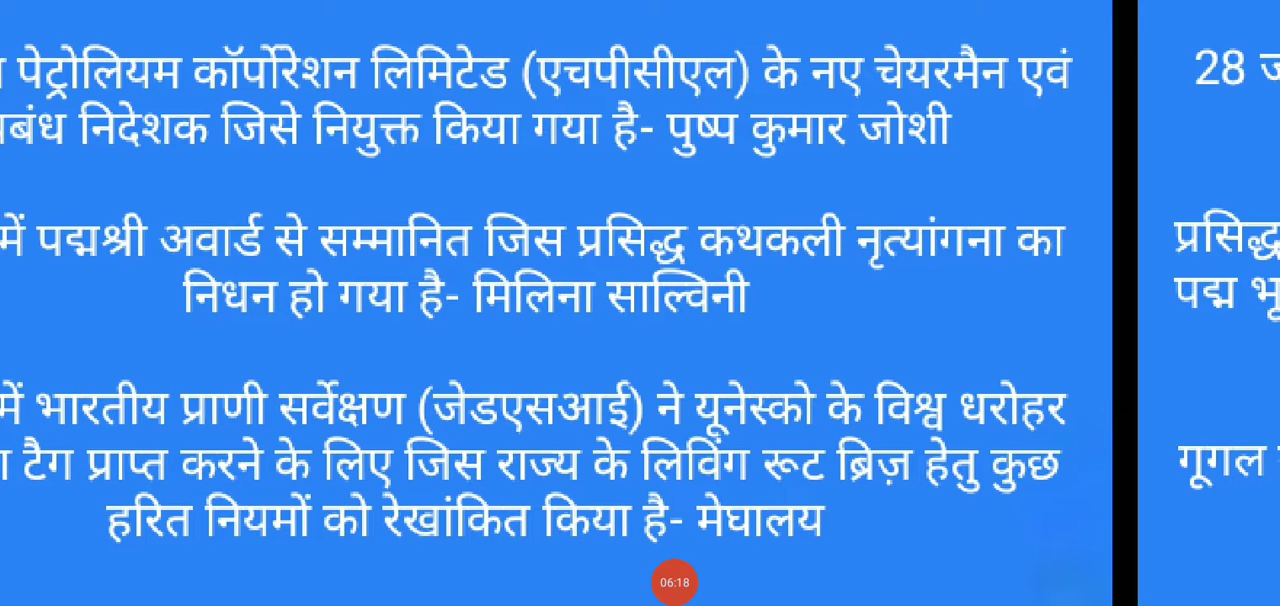 पेट्रोलियम कॉर्पोरेशन लिमिटेड (एचपीसीएल) के नए चेयरमैन एवं
निदेशक जिसे नियुक्त किया गया है- पुष्प कुमार जोशी
में पद्मश्री अवार्ड से सम्मानित जिस प्रसिद्ध कथकली नृत्यांगना का
निधन हो गया है- मिलिना साल्विनी
में भारतीय प्राणी सर्वेक्षण (जेडएसआई) ने यूनेस्को के विश्व धरोहर
टैग प्राप्त करने के लिए जिस राज्य के लिविंग रूट ब्रिज़ हेतु कुछ
हरित नियमों को रेखांकित किया है- मेघालय
28
प्रसिद्ध
पद्म
गूगल
06:18